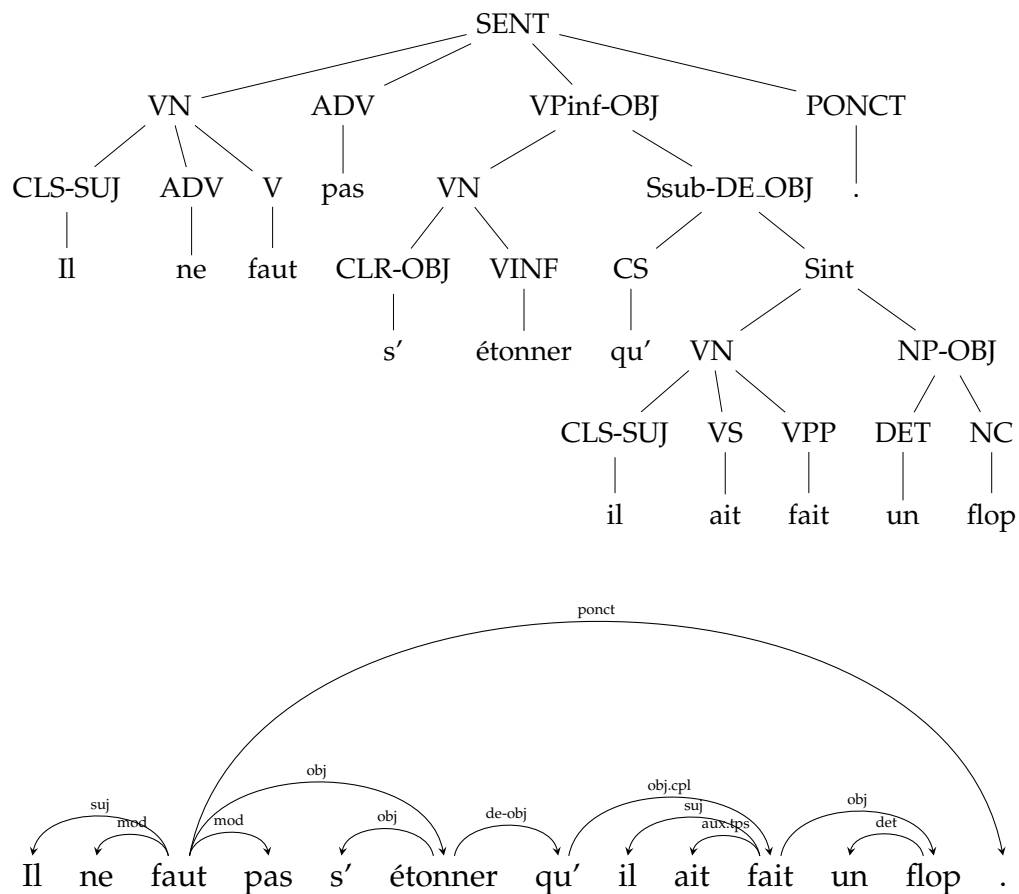 SENT
VN ADV VPinf-OBJ PONCT
CLS-SUJ ADV V pas VN Ssub-DE_OBJ .
Il ne faut CLR-OBJ VINF CS Sint
s' étonner qu' VN NP-OBJ
CLS-SUJ VS VPP DET NC
il ait fait un flop
ponct
obj obj.cpl
suj mod mod obj de-obj suj aux.tps obj det
Il ne faut pas s' étonner qu' il ait fait un flop .